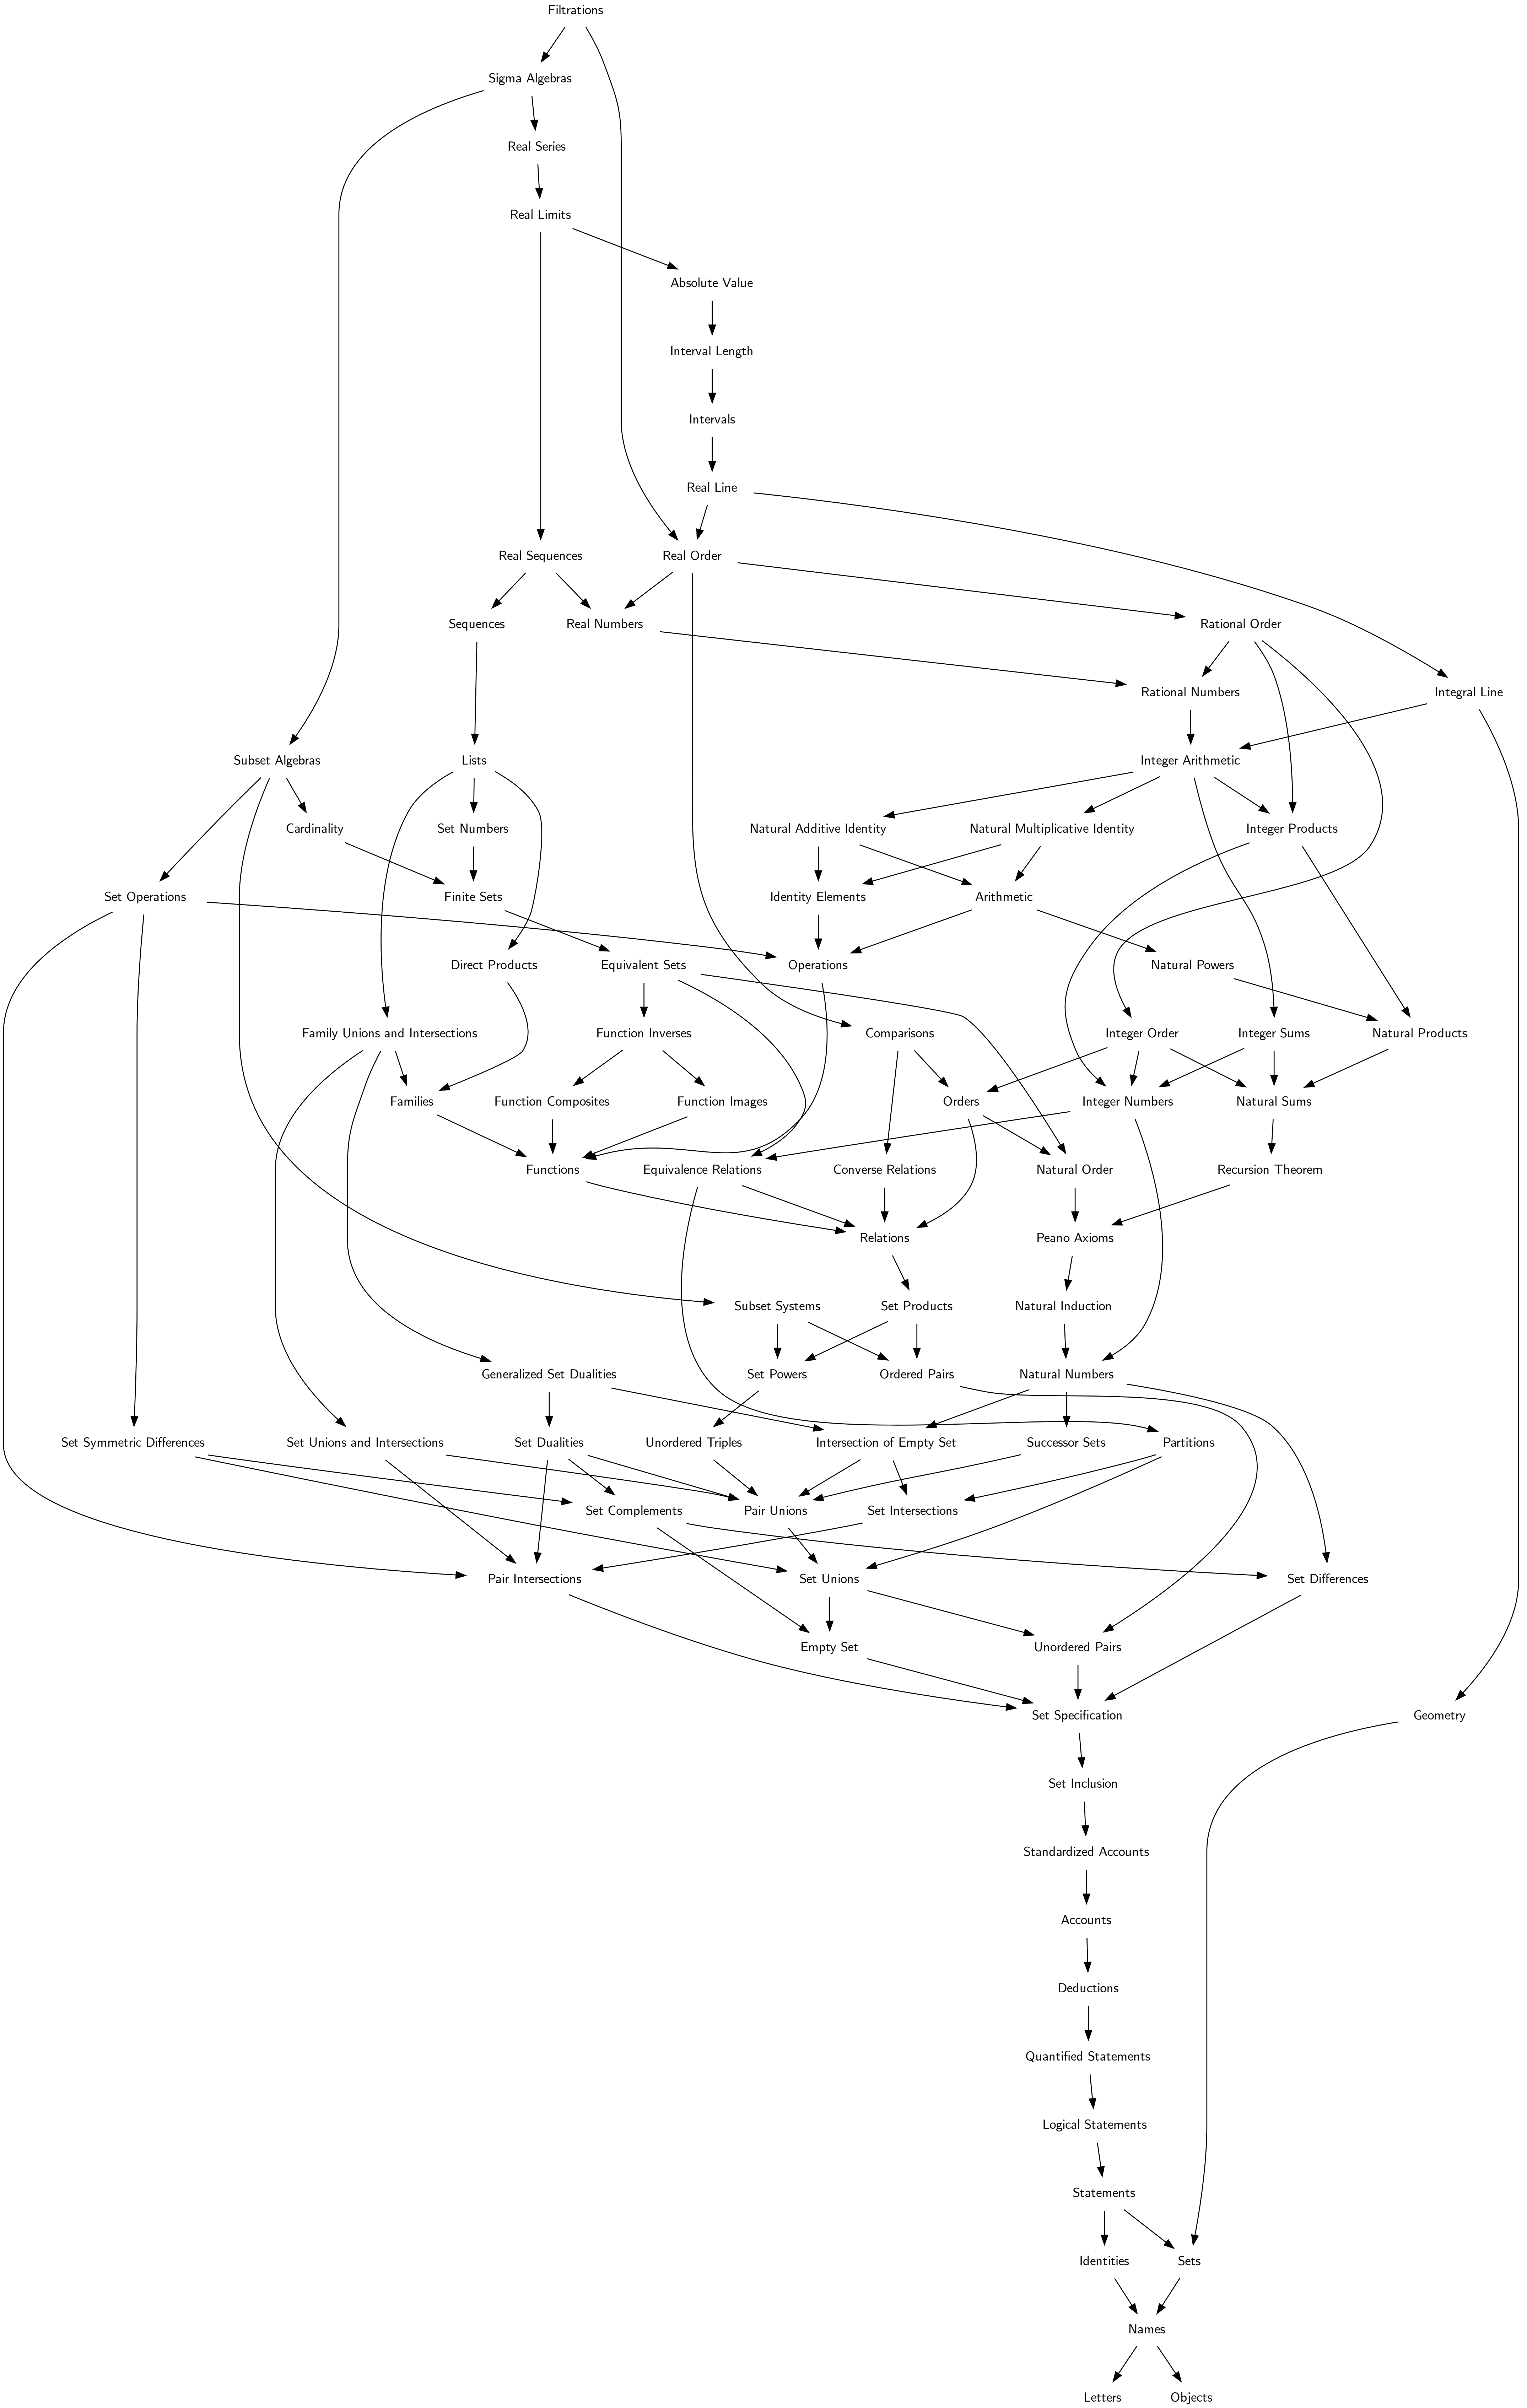 Filtrations
Sigma Algebras
Real Series
Real Limits
Absolute Value
Interval Length
Intervals
Real Line
Real Sequences
Real Order
Sequences
Real Numbers
Rational Order
Rational Numbers
Integral Line
Subset Algebras
Lists
Integer Arithmetic
Cardinality
Set Numbers
Natural Additive Identity
Natural Multiplicative Identity
Integer Products
Set Operations
Finite Sets
Identity Elements
Arithmetic
Direct Products
Equivalent Sets
Operations
Natural Powers
Family Unions and Intersections
Function Inverses
Comparisons
Integer Order
Integer Sums
Natural Products
Families
Function Composites
Function Images
Orders
Integer Numbers
Natural Sums
Functions
Equivalence Relations
Converse Relations
Natural Order
Recursion Theorem
Relations
Peano Axioms
Subset Systems
Set Products
Natural Induction
Generalized Set Dualities
Set Powers
Ordered Pairs
Natural Numbers
Set Symmetric Differences
Set Unions and Intersections
Set Dualities
Unordered Triples
Intersection of Empty Set
Successor Sets
Partitions
Set Complements
Pair Unions
Set Intersections
Pair Intersections
Set Unions
Set Differences
Empty Set
Unordered Pairs
Set Specification
Geometry
Set Inclusion
Standardized Accounts
Accounts
Deductions
Quantified Statements
Logical Statements
Statements
Identities
Sets
Names
Letters
Objects